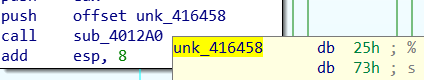 push    offset unk_416458
call    sub_4012A0
add     esp, 8
unk_416458      db  25h ; %
                db  73h ; s